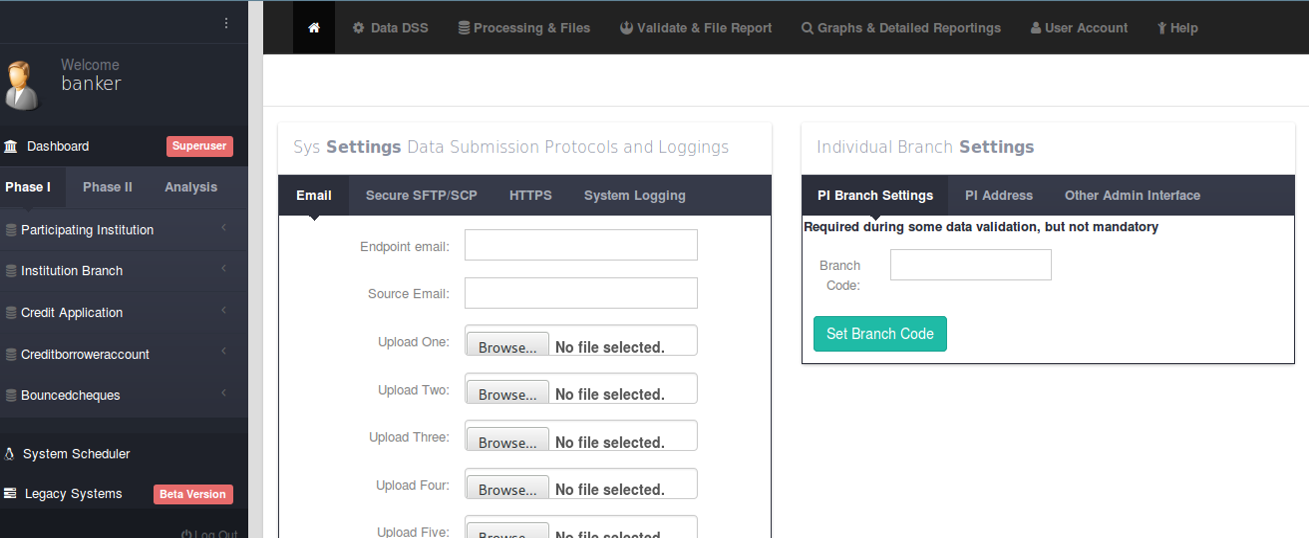 Welcome
banker
Dashboard Superuser
Phase I Phase II Analysis
Participating Institution
Institution Branch
Credit Application
Creditborroweraccount
Bouncedcheques
System Scheduler
Legacy Systems Beta Version
Log Out
Data DSS Processing & Files Validate & File Report Graphs & Detailed Reportings User Account Help
Sys Settings Data Submission Protocols and Loggings
Email Secure SFTP/SCP HTTPS System Logging
Endpoint email:
Source Email:
Upload One: Browse... No file selected.
Upload Two: Browse... No file selected.
Upload Three: Browse... No file selected.
Upload Four: Browse... No file selected.
Upload Five: Browse... No file selected.
Individual Branch Settings
PI Branch Settings PI Address Other Admin Interface
Required during some data validation, but not mandatory
Branch
Code:
Set Branch Code